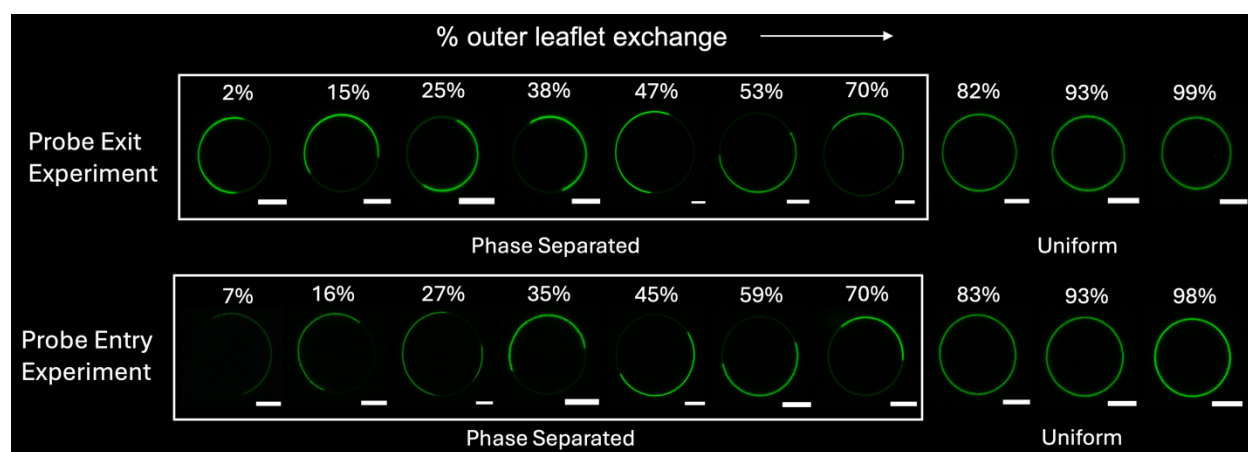 % outer leaflet exchange
2% 15% 25% 38% 47% 53% 70% 82% 93% 99%
Probe Exit
Experiment
Phase Separated Uniform
7% 16% 27% 35% 45% 59% 70% 83% 93% 98%
Probe Entry
Experiment
Phase Separated Uniform